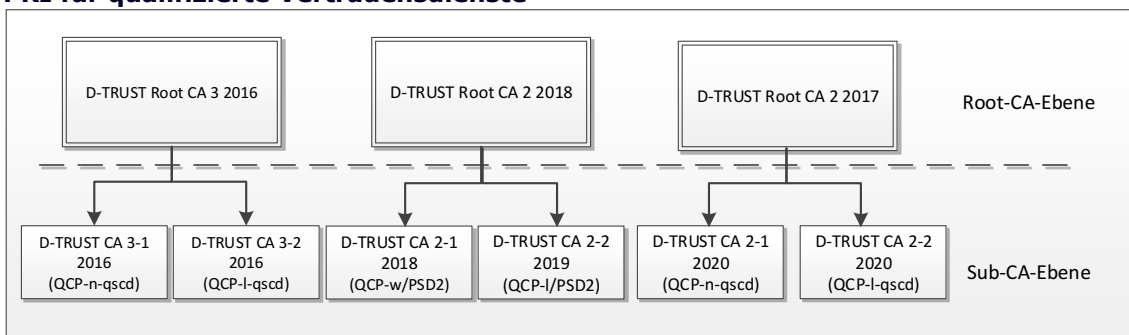 PKI für qualifizierte Vertrauensdienste
D-TRUST Root CA 3 2016
D-TRUST Root CA 2 2018
D-TRUST Root CA 2 2017
Root-CA-Ebene
D-TRUST CA 3-1
2016
(QCP-n-qscd)
D-TRUST CA 3-2
2016
(QCP-l-qscd)
D-TRUST CA 2-1
2018
(QCP-w/PSD2)
D-TRUST CA 2-2
2019
(QCP-l/PSD2)
D-TRUST CA 2-1
2020
(QCP-n-qscd)
D-TRUST CA 2-2
2020
(QCP-l-qscd)
Sub-CA-Ebene